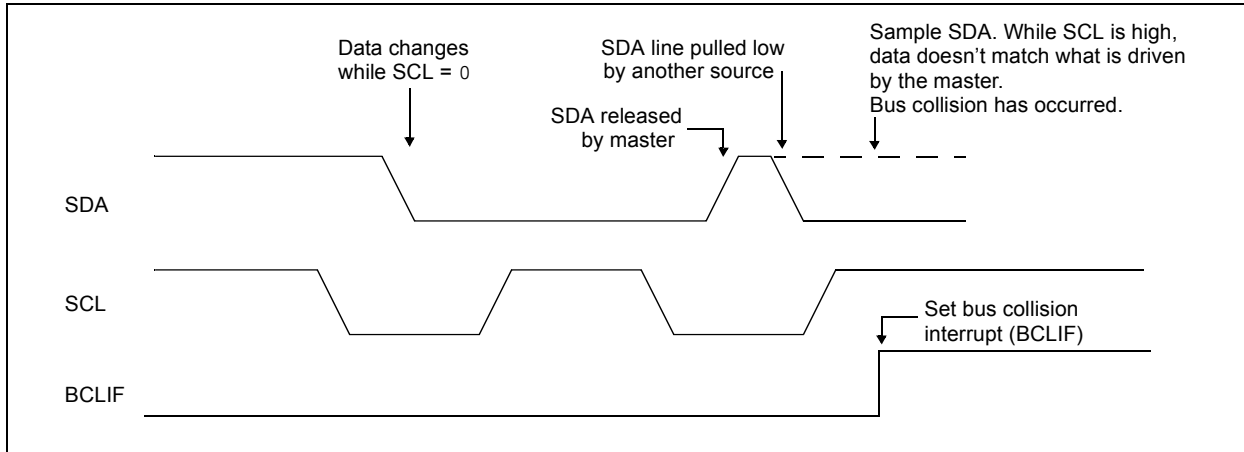 Data changes
while SCL = 0
SDA line pulled low
by another source
SDA released
by master
Sample SDA. While SCL is high,
data doesn’t match what is driven
by the master.
Bus collision has occurred.
SDA
SCL
Set bus collision
interrupt (BCLIF)
BCLIF